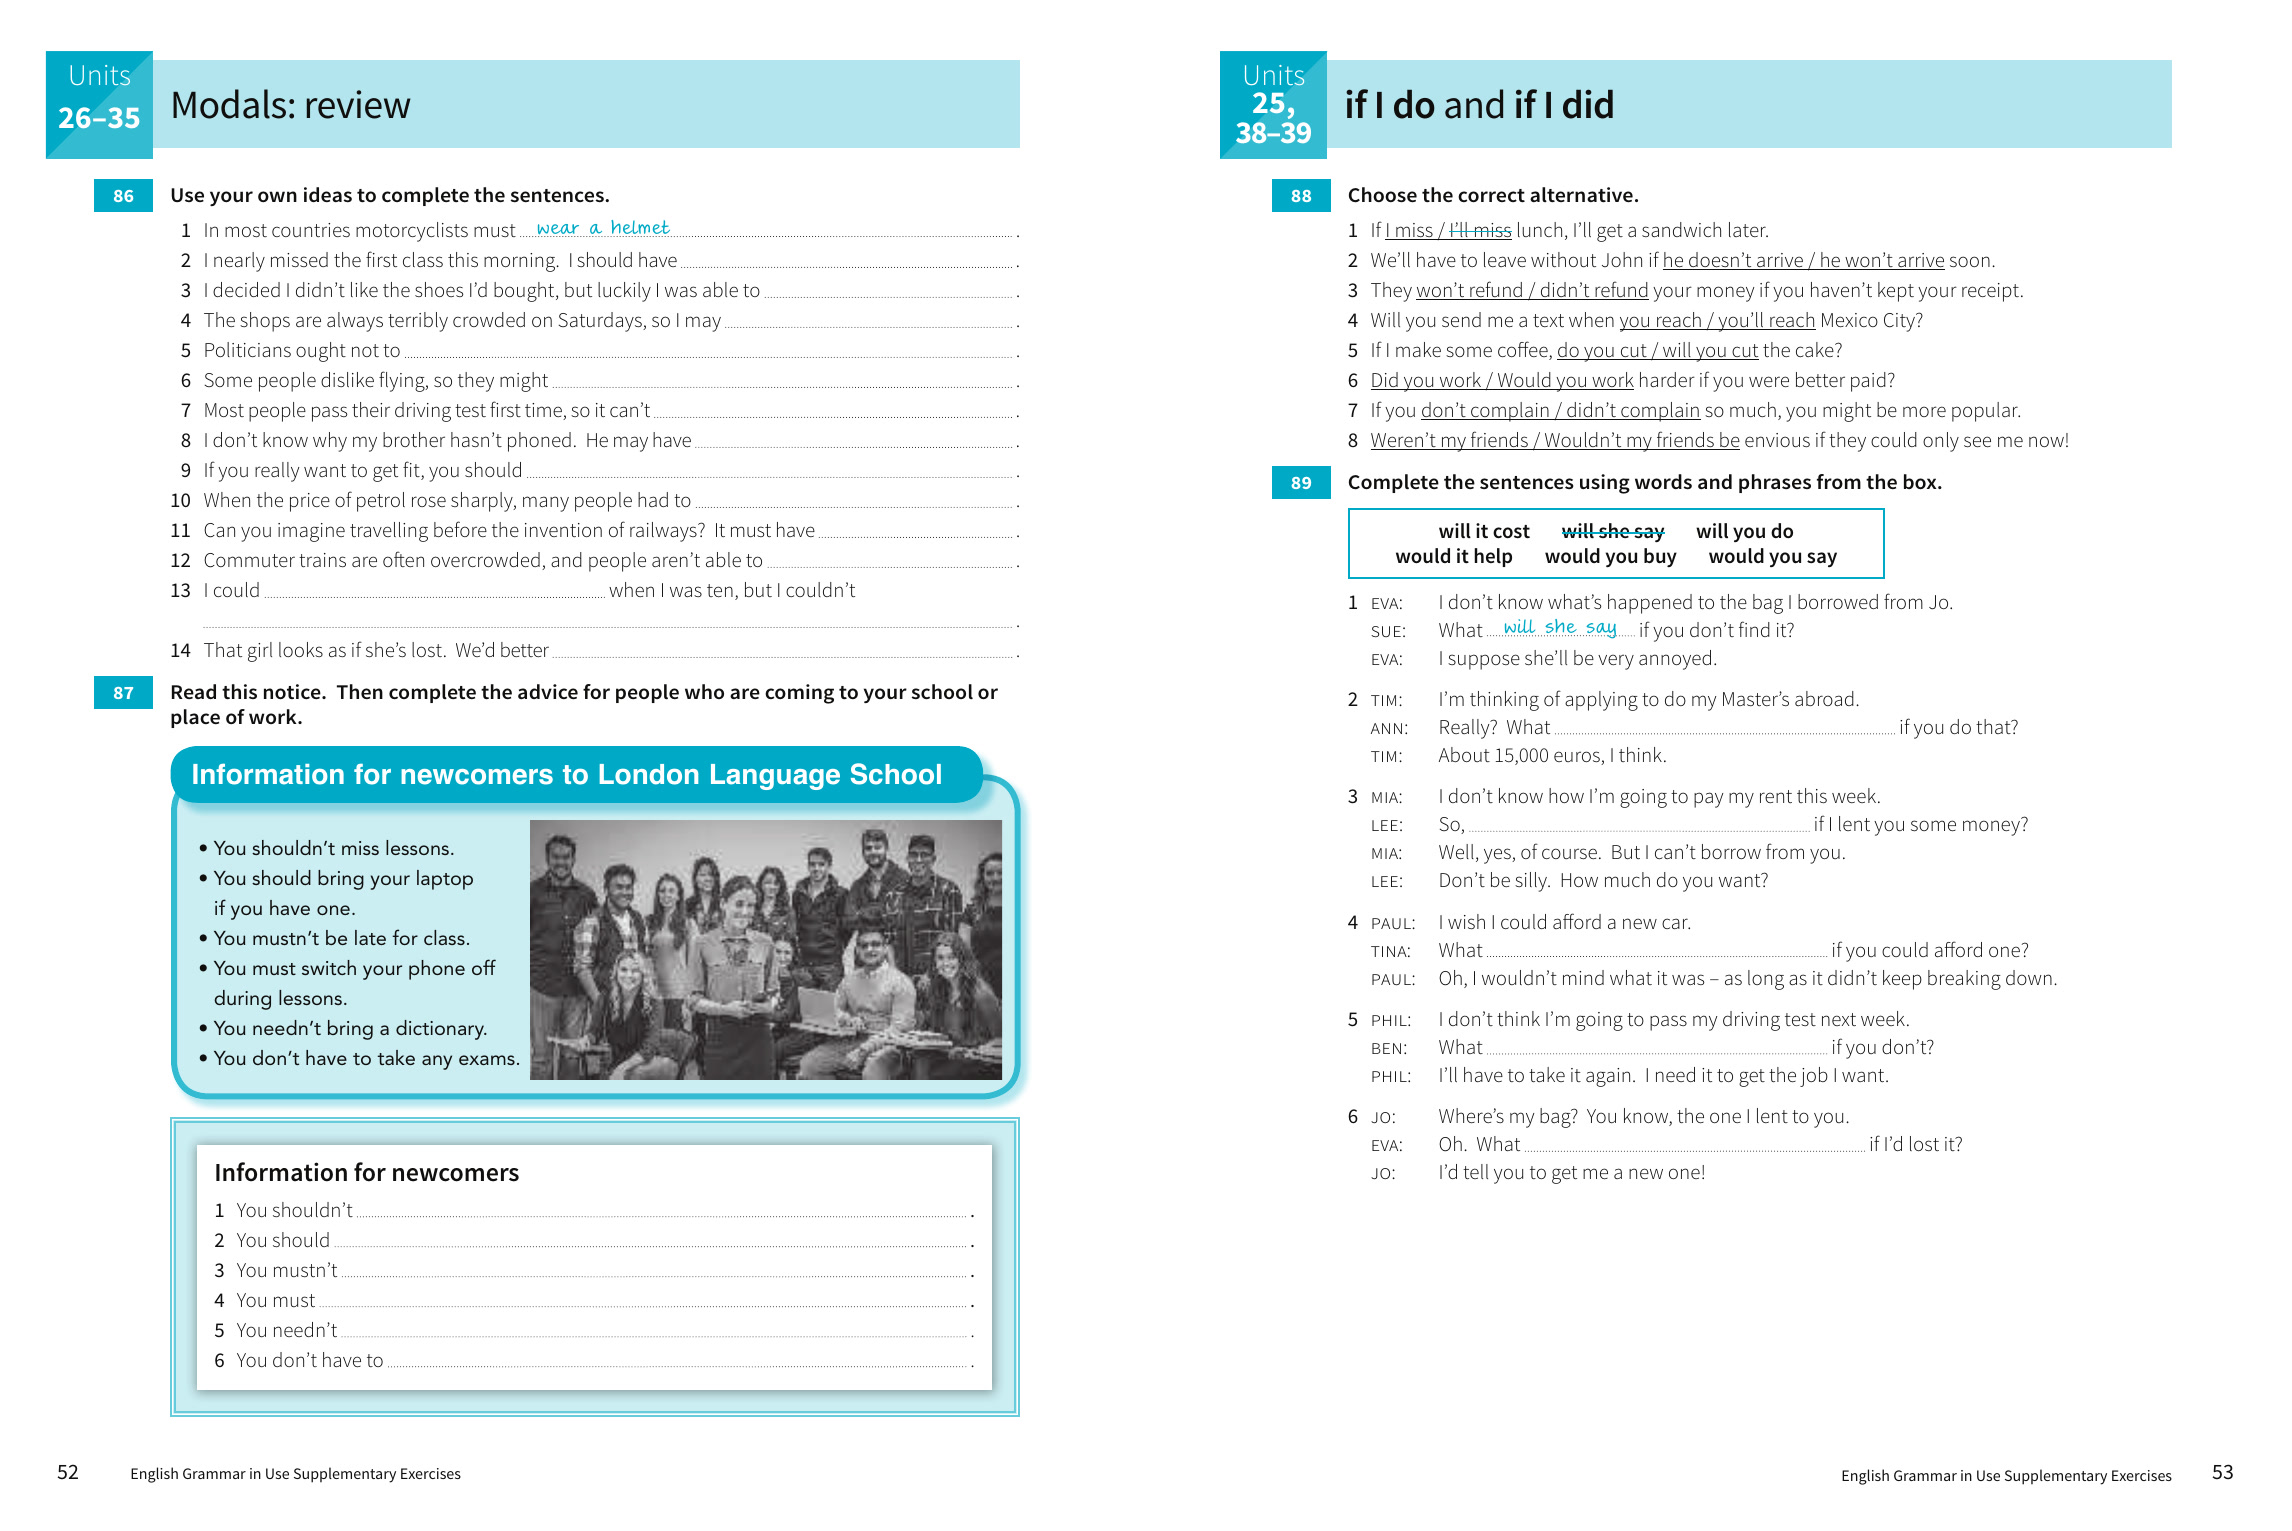 Units
26–35
Modals: review
86 Use your own ideas to complete the sentences.
1 In most countries motorcyclists must wear a helmet .
2 I nearly missed the first class this morning. I should have .
3 I decided I didn’t like the shoes I’d bought, but luckily I was able to .
4 The shops are always terribly crowded on Saturdays, so I may .
5 Politicians ought not to .
6 Some people dislike flying, so they might .
7 Most people pass their driving test first time, so it can’t .
8 I don’t know why my brother hasn’t phoned. He may have .
9 If you really want to get fit, you should .
10 When the price of petrol rose sharply, many people had to .
11 Can you imagine travelling before the invention of railways? It must have .
12 Commuter trains are often overcrowded, and people aren’t able to .
13 I could when I was ten, but I couldn’t
.
14 That girl looks as if she’s lost. We’d better .
87 Read this notice. Then complete the advice for people who are coming to your school or
place of work.
Information for newcomers to London Language School
• You shouldn’t miss lessons.
• You should bring your laptop
if you have one.
• You mustn’t be late for class.
• You must switch your phone off
during lessons.
• You needn’t bring a dictionary.
• You don’t have to take any exams.
Information for newcomers
1 You shouldn’t .
2 You should .
3 You mustn’t .
4 You must .
5 You needn’t .
6 You don’t have to .
52 English Grammar in Use Supplementary Exercises
Units
25,
38–39
if I do and if I did
88 Choose the correct alternative.
1 If I miss / I’ll miss lunch, I’ll get a sandwich later.
2 We’ll have to leave without John if he doesn’t arrive / he won’t arrive soon.
3 They won’t refund / didn’t refund your money if you haven’t kept your receipt.
4 Will you send me a text when you reach / you’ll reach Mexico City?
5 If I make some coffee, do you cut / will you cut the cake?
6 Did you work / Would you work harder if you were better paid?
7 If you don’t complain / didn’t complain so much, you might be more popular.
8 Weren’t my friends / Wouldn’t my friends be envious if they could only see me now!
89 Complete the sentences using words and phrases from the box.
will it cost will she say will you do
would it help would you buy would you say
1 EVA: I don’t know what’s happened to the bag I borrowed from Jo.
SUE: What will she say if you don’t find it?
EVA: I suppose she’ll be very annoyed.
2 TIM: I’m thinking of applying to do my Master’s abroad.
ANN: Really? What if you do that?
TIM: About 15,000 euros, I think.
3 MIA: I don’t know how I’m going to pay my rent this week.
LEE: So, if I lent you some money?
MIA: Well, yes, of course. But I can’t borrow from you.
LEE: Don’t be silly. How much do you want?
4 PAUL: I wish I could afford a new car.
TINA: What if you could afford one?
PAUL: Oh, I wouldn’t mind what it was – as long as it didn’t keep breaking down.
5 PHIL: I don’t think I’m going to pass my driving test next week.
BEN: What if you don’t?
PHIL: I’ll have to take it again. I need it to get the job I want.
6 JO: Where’s my bag? You know, the one I lent to you.
EVA: Oh. What if I’d lost it?
JO: I’d tell you to get me a new one!
English Grammar in Use Supplementary Exercises 53